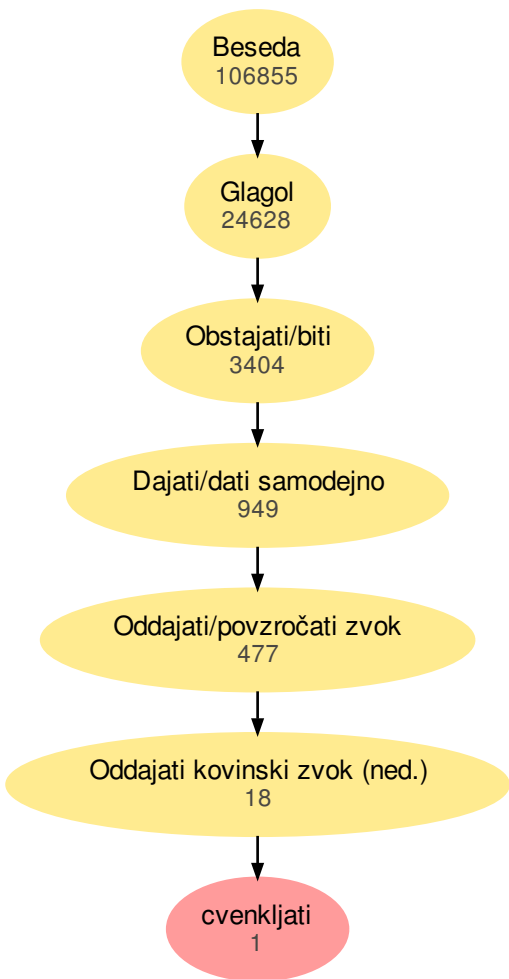 Beseda
106855
Glagol
24628
Obstajati/biti
3404
Dajati/dati samodejno
949
Oddajati/povzročati zvok
477
Oddajati kovinski zvok (ned.)
18
cvenkljati
1